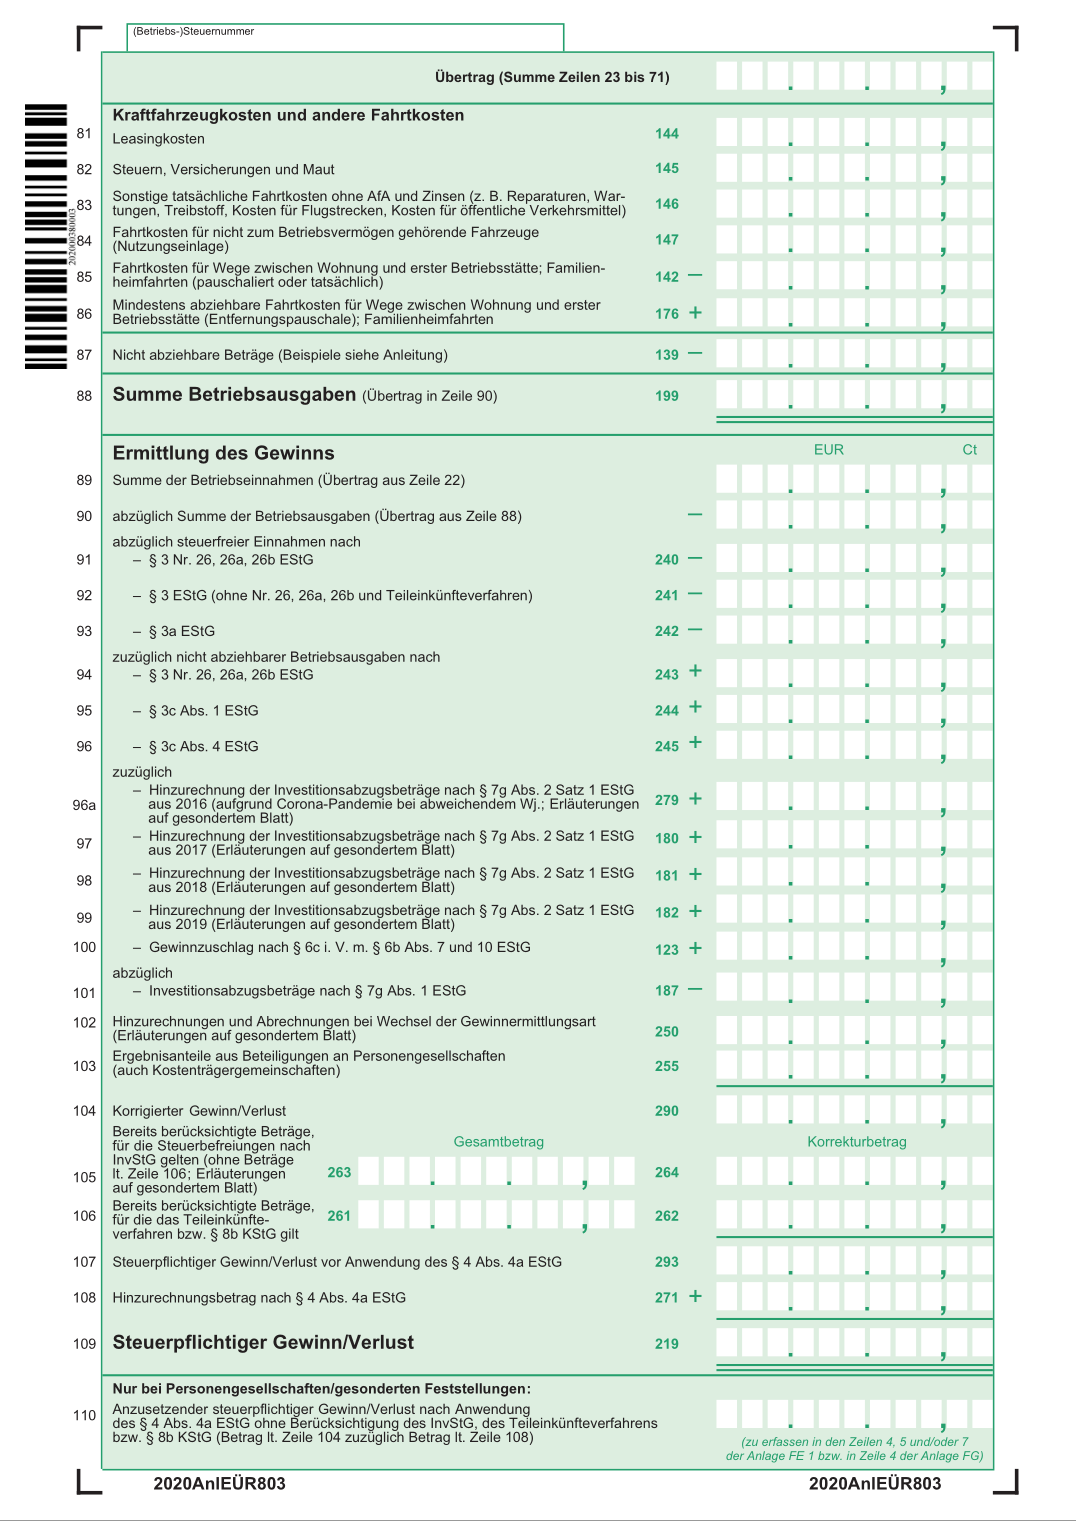 (Betriebs-)Steuernummer
Übertrag (Summe Zeilen 23 bis 71)
Kraftfahrzeugkosten und andere Fahrtkosten
81 Leasingkosten 144
82 Steuern, Versicherungen und Maut 145
Sonstige tatsächliche Fahrtkosten ohne AfA und Zinsen (z. B. Reparaturen, War-
83 tungen, Treibstoff, Kosten für Flugstrecken, Kosten für öffentliche Verkehrsmittel) 146
202000380003
Fahrtkosten für nicht zum Betriebsvermögen gehörende Fahrzeuge
84 (Nutzungseinlage) 147
Fahrtkosten für Wege zwischen Wohnung und erster Betriebsstätte; Familien-
85 heimfahrten (pauschaliert oder tatsächlich) 142 –
Mindestens abziehbare Fahrtkosten für Wege zwischen Wohnung und erster
86 Betriebsstätte (Entfernungspauschale); Familienheimfahrten 176 +
87 Nicht abziehbare Beträge (Beispiele siehe Anleitung) 139 –
88 Summe Betriebsausgaben (Übertrag in Zeile 90) 199
Ermittlung des Gewinns EUR Ct
89 Summe der Betriebseinnahmen (Übertrag aus Zeile 22)
90 abzüglich Summe der Betriebsausgaben (Übertrag aus Zeile 88) –
abzüglich steuerfreier Einnahmen nach
91 – § 3 Nr. 26, 26a, 26b EStG 240 –
92 – § 3 EStG (ohne Nr. 26, 26a, 26b und Teileinkünfteverfahren) 241 –
93 – § 3a EStG 242 –
zuzüglich nicht abziehbarer Betriebsausgaben nach
94 – § 3 Nr. 26, 26a, 26b EStG 243 +
95 – § 3c Abs. 1 EStG 244 +
96 – § 3c Abs. 4 EStG 245 +
zuzüglich
– Hinzurechnung der Investitionsabzugsbeträge nach § 7g Abs. 2 Satz 1 EStG
96a aus 2016 (aufgrund Corona-Pandemie bei abweichendem Wj.; Erläuterungen 279 +
auf gesondertem Blatt)
– Hinzurechnung der Investitionsabzugsbeträge nach § 7g Abs. 2 Satz 1 EStG
97 aus 2017 (Erläuterungen auf gesondertem Blatt) 180 +
– Hinzurechnung der Investitionsabzugsbeträge nach § 7g Abs. 2 Satz 1 EStG
98 aus 2018 (Erläuterungen auf gesondertem Blatt) 181 +
– Hinzurechnung der Investitionsabzugsbeträge nach § 7g Abs. 2 Satz 1 EStG
99 aus 2019 (Erläuterungen auf gesondertem Blatt) 182 +
100 – Gewinnzuschlag nach § 6c i. V. m. § 6b Abs. 7 und 10 EStG 123 +
abzüglich
101 – Investitionsabzugsbeträge nach § 7g Abs. 1 EStG 187 –
102 Hinzurechnungen und Abrechnungen bei Wechsel der Gewinnermittlungsart
(Erläuterungen auf gesondertem Blatt) 250
Ergebnisanteile aus Beteiligungen an Personengesellschaften
103 (auch Kostenträgergemeinschaften) 255
104 Korrigierter Gewinn/Verlust 290
Bereits berücksichtigte Beträge,
für die Steuerbefreiungen nach Gesamtbetrag Korrekturbetrag
InvStG gelten (ohne Beträge
lt. Zeile 106; Erläuterungen 263 264
105 auf gesondertem Blatt)
Bereits berücksichtigte Beträge,
106 für die das Teileinkünfte- 261 262
verfahren bzw. § 8b KStG gilt
107 Steuerpflichtiger Gewinn/Verlust vor Anwendung des § 4 Abs. 4a EStG 293
108 Hinzurechnungsbetrag nach § 4 Abs. 4a EStG 271 +
109 Steuerpflichtiger Gewinn/Verlust 219
Nur bei Personengesellschaften/gesonderten Feststellungen:
Anzusetzender steuerpflichtiger Gewinn/Verlust nach Anwendung
110 des § 4 Abs. 4a EStG ohne Berücksichtigung des InvStG, des Teileinkünfteverfahrens
bzw. § 8b KStG (Betrag lt. Zeile 104 zuzüglich Betrag lt. Zeile 108)
(zu erfassen in den Zeilen 4, 5 und/oder 7
der Anlage FE 1 bzw. in Zeile 4 der Anlage FG)
2020AnlEÜR803 2020AnlEÜR803